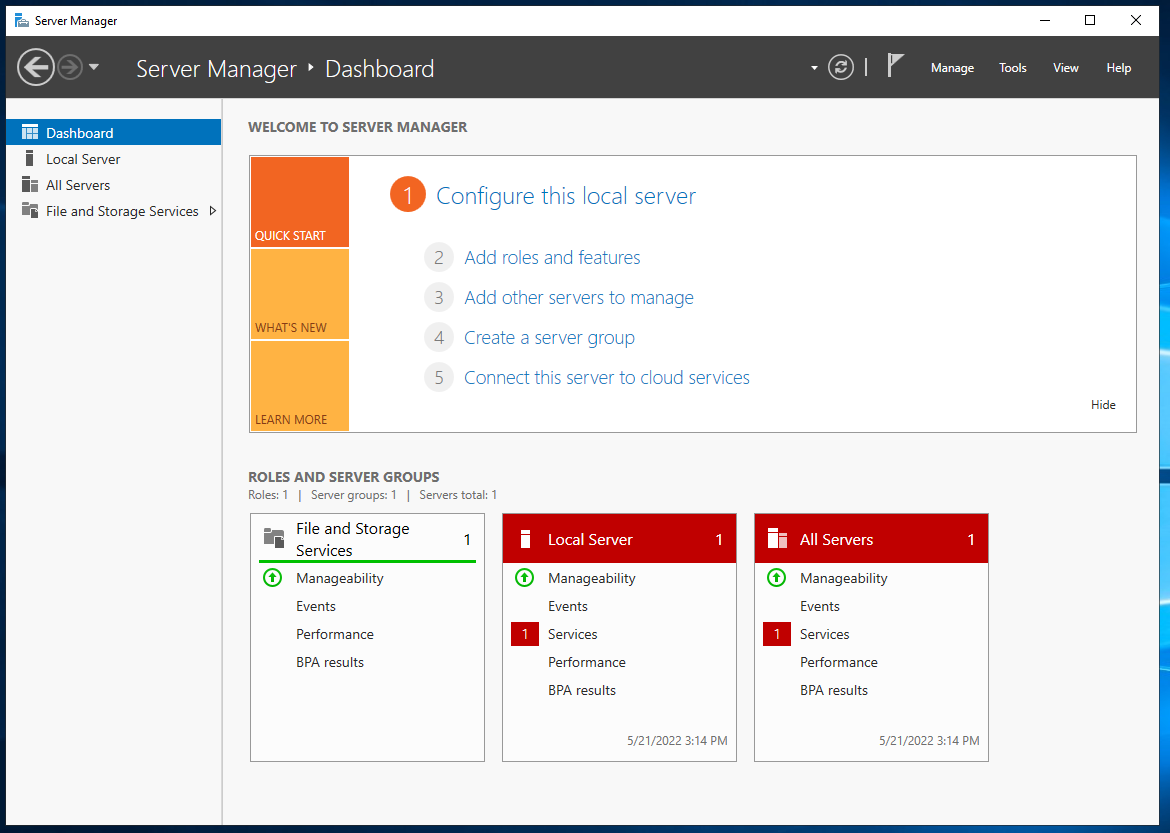 Server Manager
Server Manager ‣ Dashboard
Manage
Tools
View
Help
Dashboard
Local Server
All Servers
File and Storage Services
WELCOME TO SERVER MANAGER
QUICK START
WHAT'S NEW
LEARN MORE
1 Configure this local server
2 Add roles and features
3 Add other servers to manage
4 Create a server group
5 Connect this server to cloud services
Hide
ROLES AND SERVER GROUPS
Roles: 1 | Server groups: 1 | Servers total: 1
File and Storage
Services
1
Manageability
Events
Performance
BPA results
Local Server 1
Manageability
Events
1 Services
Performance
BPA results
5/21/2022 3:14 PM
All Servers 1
Manageability
Events
1 Services
Performance
BPA results
5/21/2022 3:14 PM